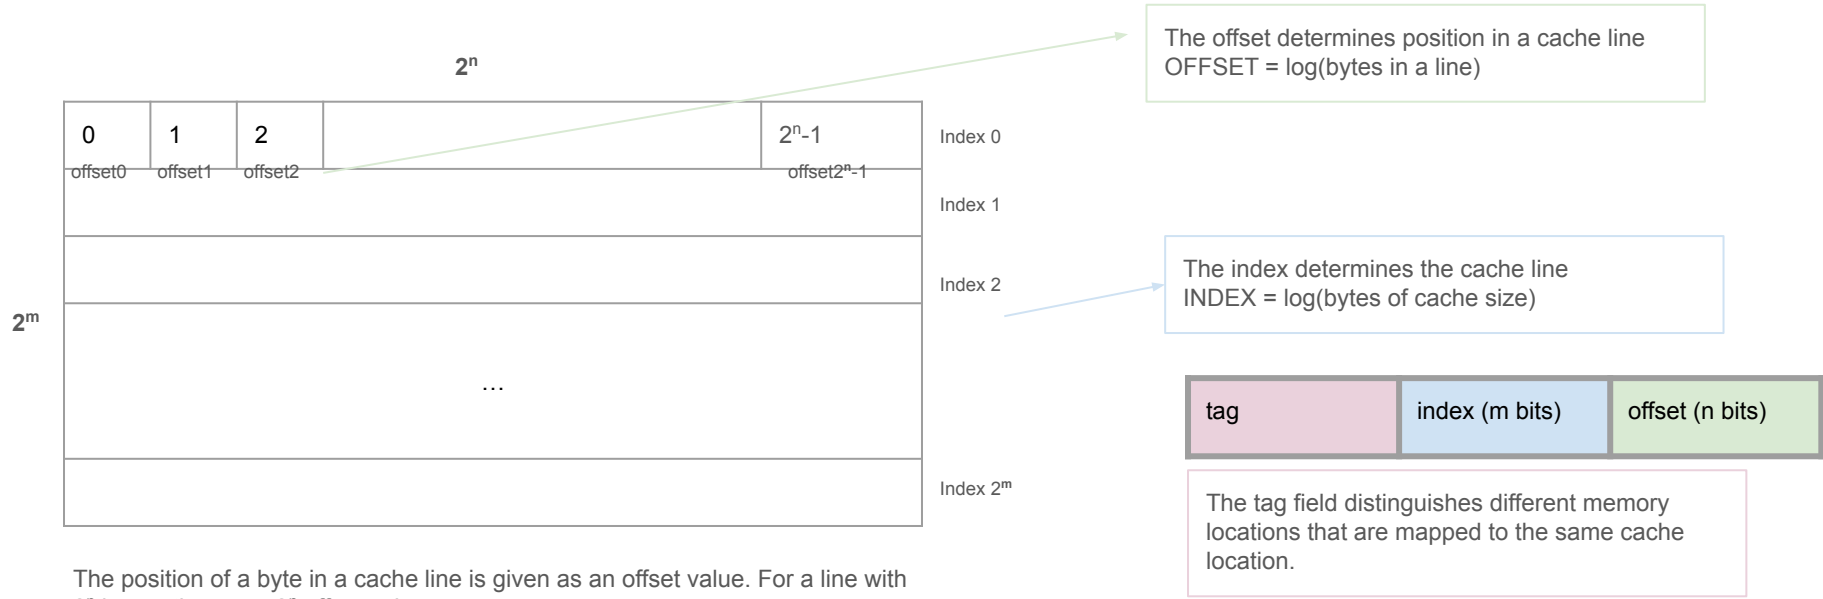 The offset determines position in a cache line
OFFSET = log(bytes in a line)
2ⁿ
0 1 2 2ⁿ-1 Index 0
offset0 offset1 offset2 offset2ⁿ-1
Index 1
The index determines the cache line
INDEX = log(bytes of cache size)
Index 2
2ᵐ
...
tag index (m bits) offset (n bits)
Index 2ᵐ
The tag field distinguishes different memory
locations that are mapped to the same cache
location.
The position of a byte in a cache line is given as an offset value. For a line with